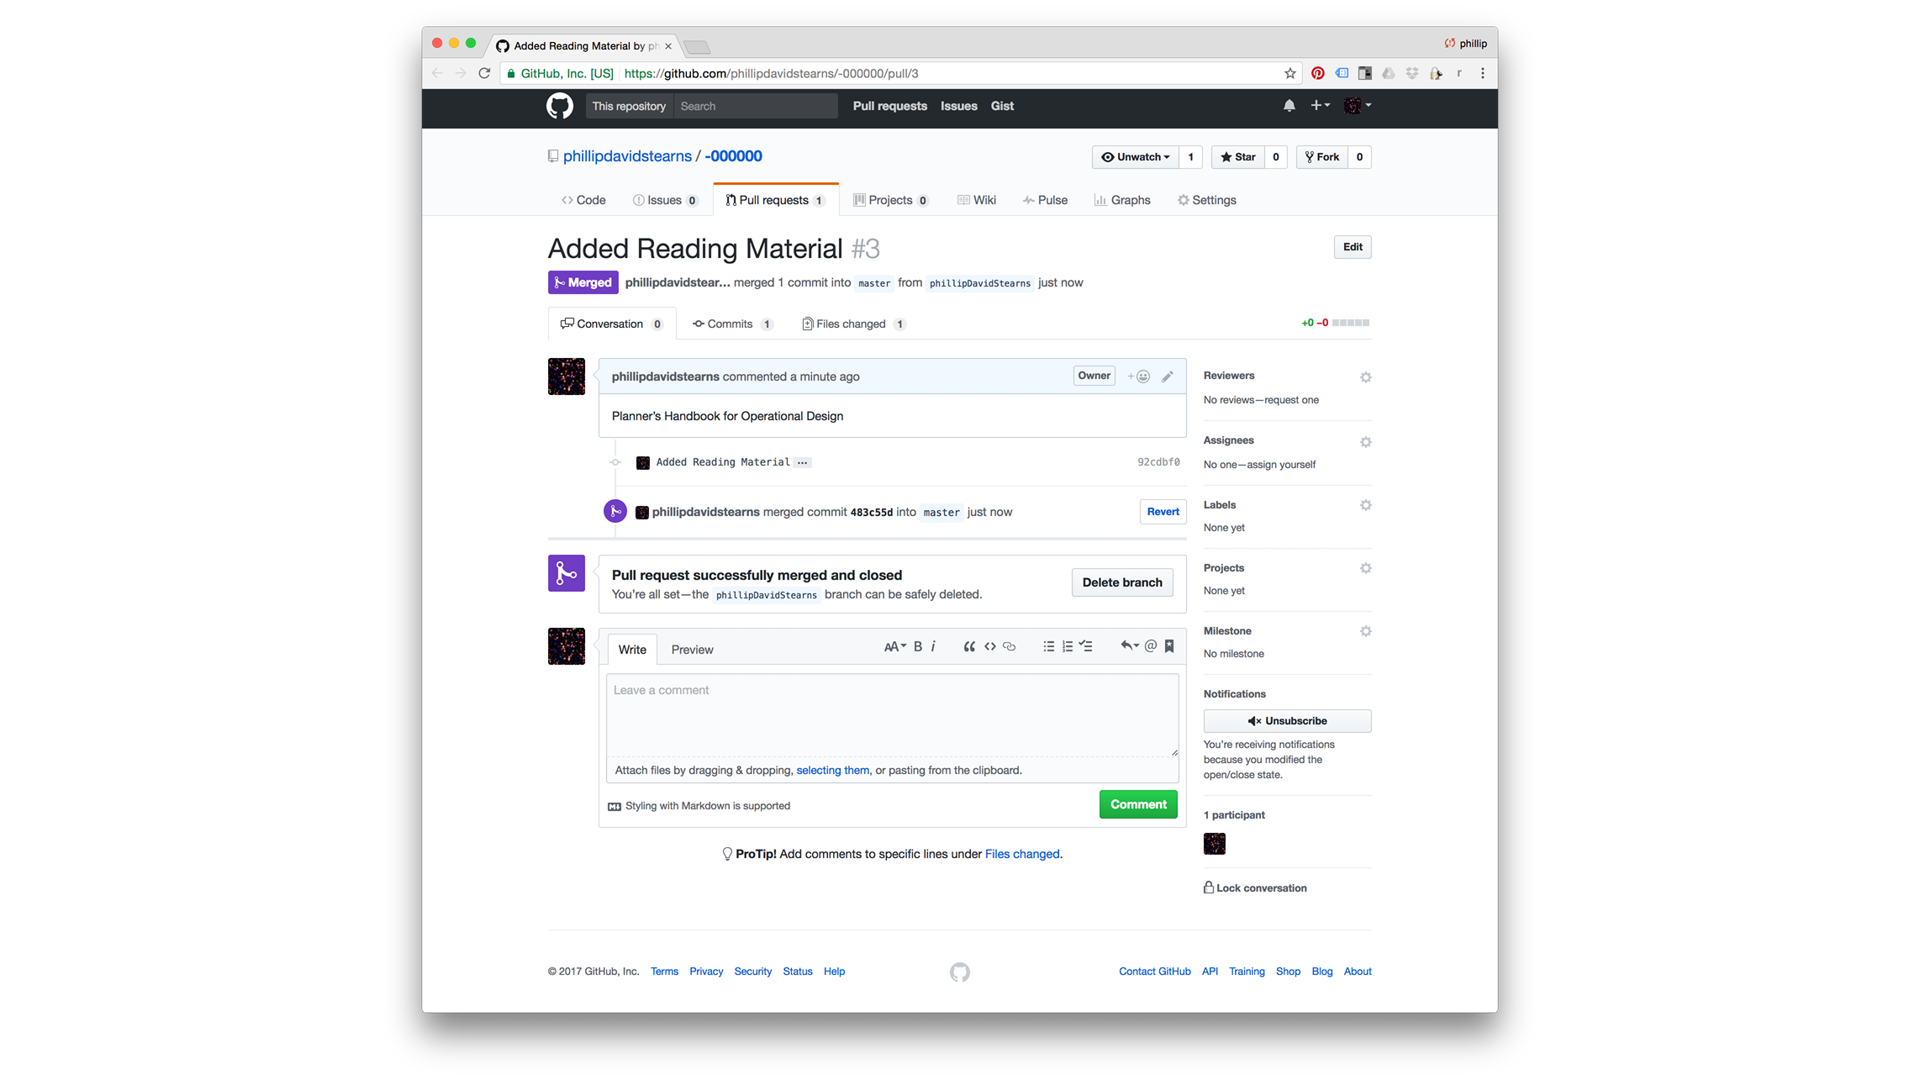 Added Reading Material by ph
phillip
GitHub, Inc. [US] https://github.com/phillipdavidstearns/-000000/pull/3
r
This repository Search Pull requests Issues Gist
phillipdavidstearns / -000000
Unwatch 1 Star 0 Fork 0
Code Issues 0 Pull requests 1 Projects 0 Wiki Pulse Graphs Settings
Added Reading Material #3
Edit
Merged phillipdavidstear... merged 1 commit into master from phillipDavidStearns just now
Conversation 0 Commits 1 Files changed 1 +0 −0
phillipdavidstearns commented a minute ago Owner
Planner's Handbook for Operational Design
Added Reading Material ... 92cdbf0
phillipdavidstearns merged commit 483c55d into master just now Revert
Pull request successfully merged and closed
You're all set—the phillipDavidStearns branch can be safely deleted.
Delete branch
Write Preview AA B i
Leave a comment
Attach files by dragging & dropping, selecting them, or pasting from the clipboard.
Styling with Markdown is supported
Comment
ProTip! Add comments to specific lines under Files changed.
Reviewers
No reviews—request one
Assignees
No one—assign yourself
Labels
None yet
Projects
None yet
Milestone
No milestone
Notifications
Unsubscribe
You're receiving notifications
because you modified the
open/close state.
1 participant
Lock conversation
© 2017 GitHub, Inc. Terms Privacy Security Status Help
Contact GitHub API Training Shop Blog About